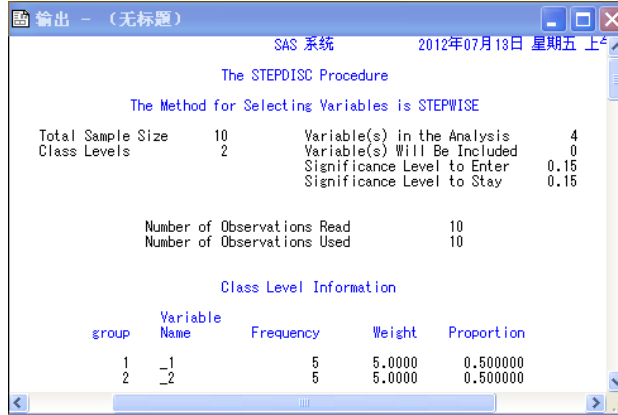 输出 - （无标题）
SAS 系统 2012年07月13日 星期五 上午
The STEPDISC Procedure
The Method for Selecting Variables is STEPWISE
Total Sample Size 10 Variable(s) in the Analysis 4
Class Levels 2 Variable(s) Will Be Included 0
Significance Level to Enter 0.15
Significance Level to Stay 0.15
Number of Observations Read 10
Number of Observations Used 10
Class Level Information
Variable
group Name Frequency Weight Proportion
1 _1 5 5.0000 0.500000
2 _2 5 5.0000 0.500000